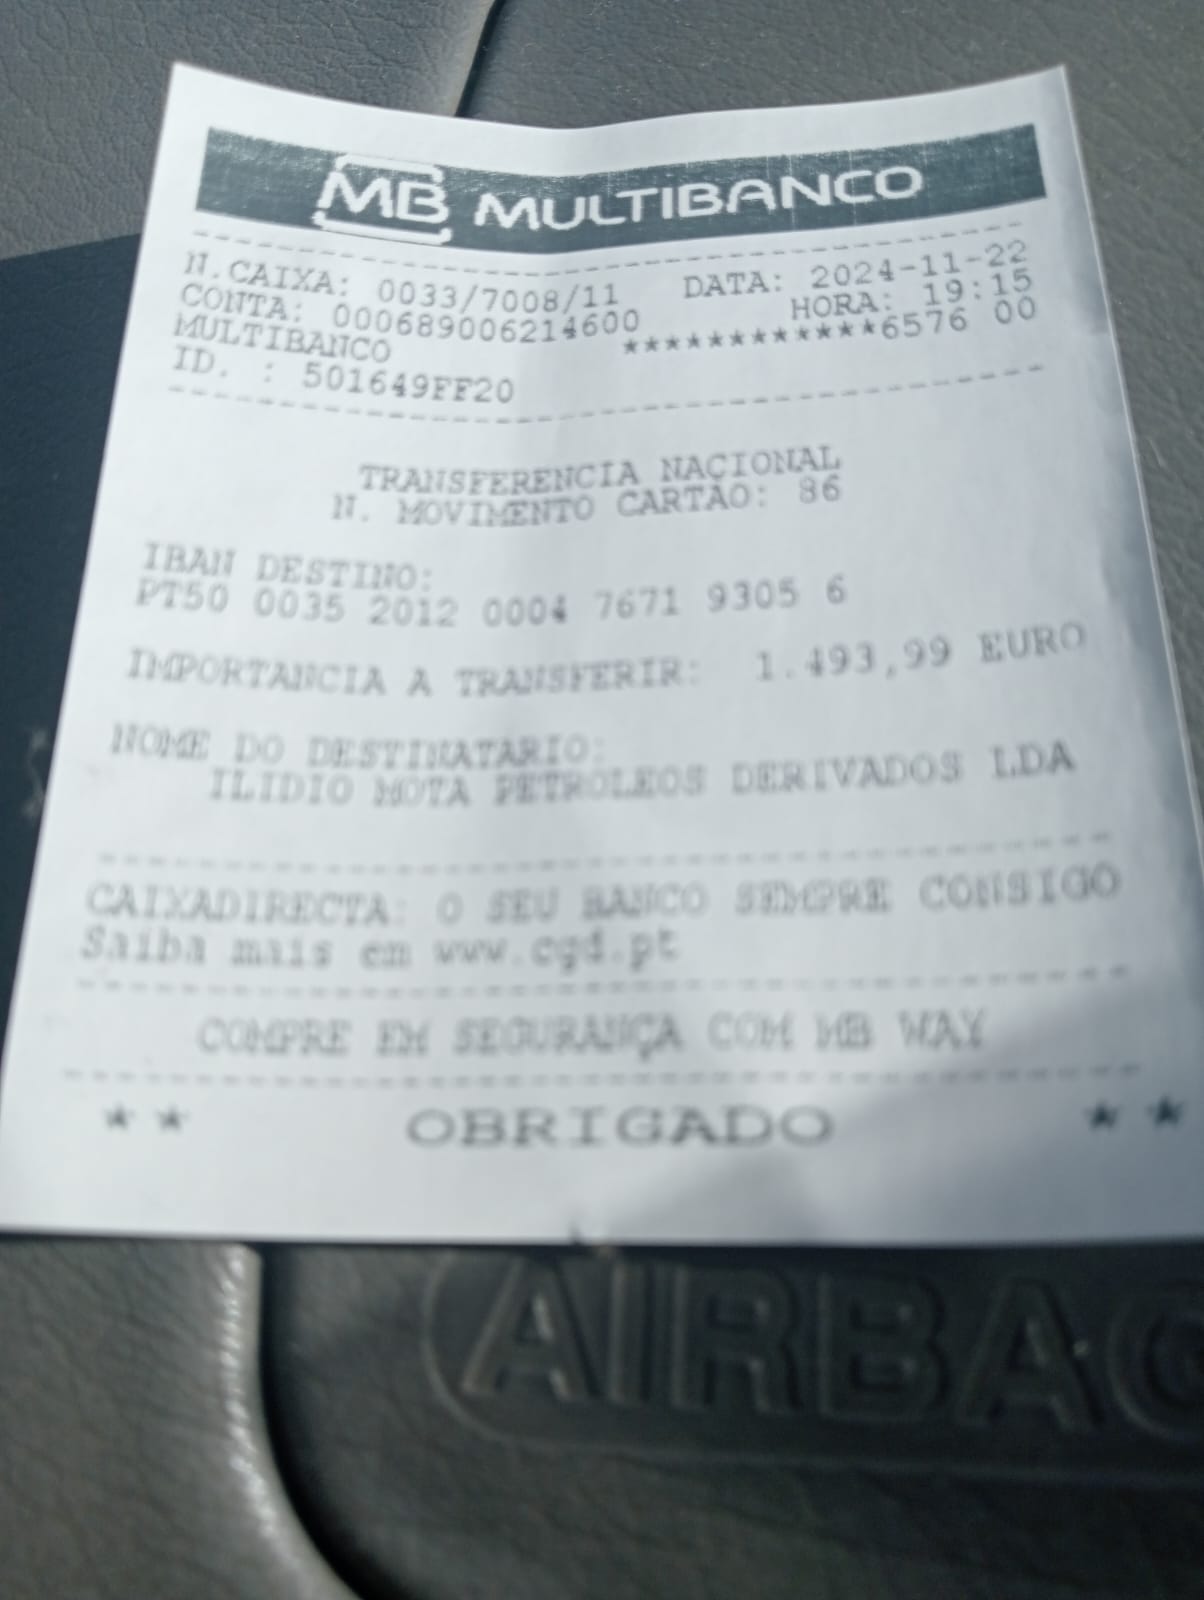 MB MULTIBANCO
N.CAIXA: 0033/7008/11 DATA: 2024-11-22
CONTA: 000689006214600 HORA: 19:15
MULTIBANCO ***********6576 00
ID. : 501649FF20
TRANSFERENCIA NACIONAL
N. MOVIMENTO CARTÃO: 86
IBAN DESTINO:
PT50 0035 2012 0004 7671 9305 6
IMPORTANCIA A TRANSFERIR: 1.493,99 EURO
NOME DO DESTINATARIO:
ILIDIO MOTA PETROLEOS DERIVADOS LDA
CAIXADIRECTA: O SEU BANCO SEMPRE CONSIGO
Saiba mais em www.cgd.pt
COMPRE EM SEGURANÇA COM MB WAY
** OBRIGADO **
AIRBAG